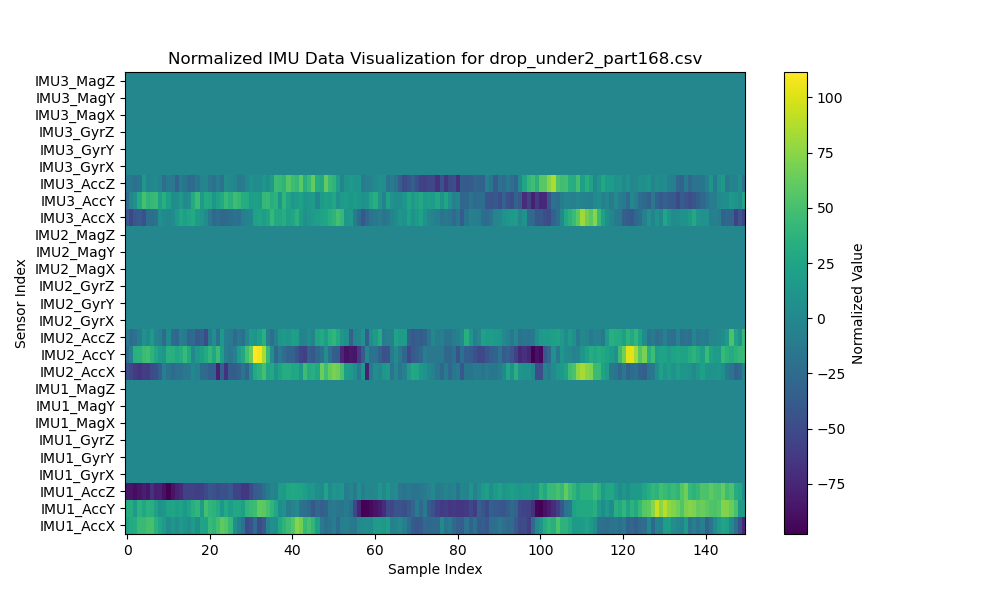 Normalized IMU Data Visualization for drop_under2_part168.csv
IMU3_MagZ
IMU3_MagY
IMU3_MagX
IMU3_GyrZ
IMU3_GyrY
IMU3_GyrX
IMU3_AccZ
IMU3_AccY
IMU3_AccX
IMU2_MagZ
IMU2_MagY
IMU2_MagX
IMU2_GyrZ
IMU2_GyrY
IMU2_GyrX
IMU2_AccZ
IMU2_AccY
IMU2_AccX
IMU1_MagZ
IMU1_MagY
IMU1_MagX
IMU1_GyrZ
IMU1_GyrY
IMU1_GyrX
IMU1_AccZ
IMU1_AccY
IMU1_AccX
Sensor Index
0 20 40 60 80 100 120 140
Sample Index
100
75
50
25
0
−25
−50
−75
Normalized Value